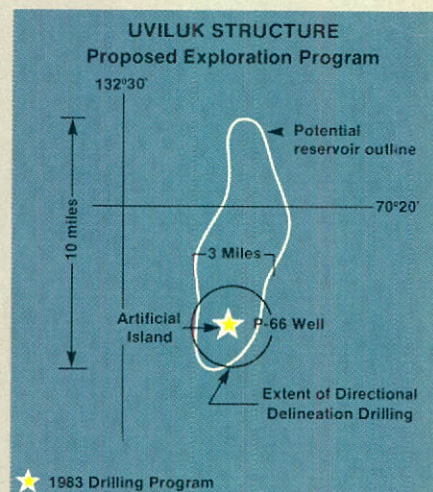 UVILUK STRUCTURE
Proposed Exploration Program
132°30'
Potential
reservoir outline
70°20'
10 miles
3 Miles
Artificial
Island
P-66 Well
Extent of Directional
Delineation Drilling
1983 Drilling Program